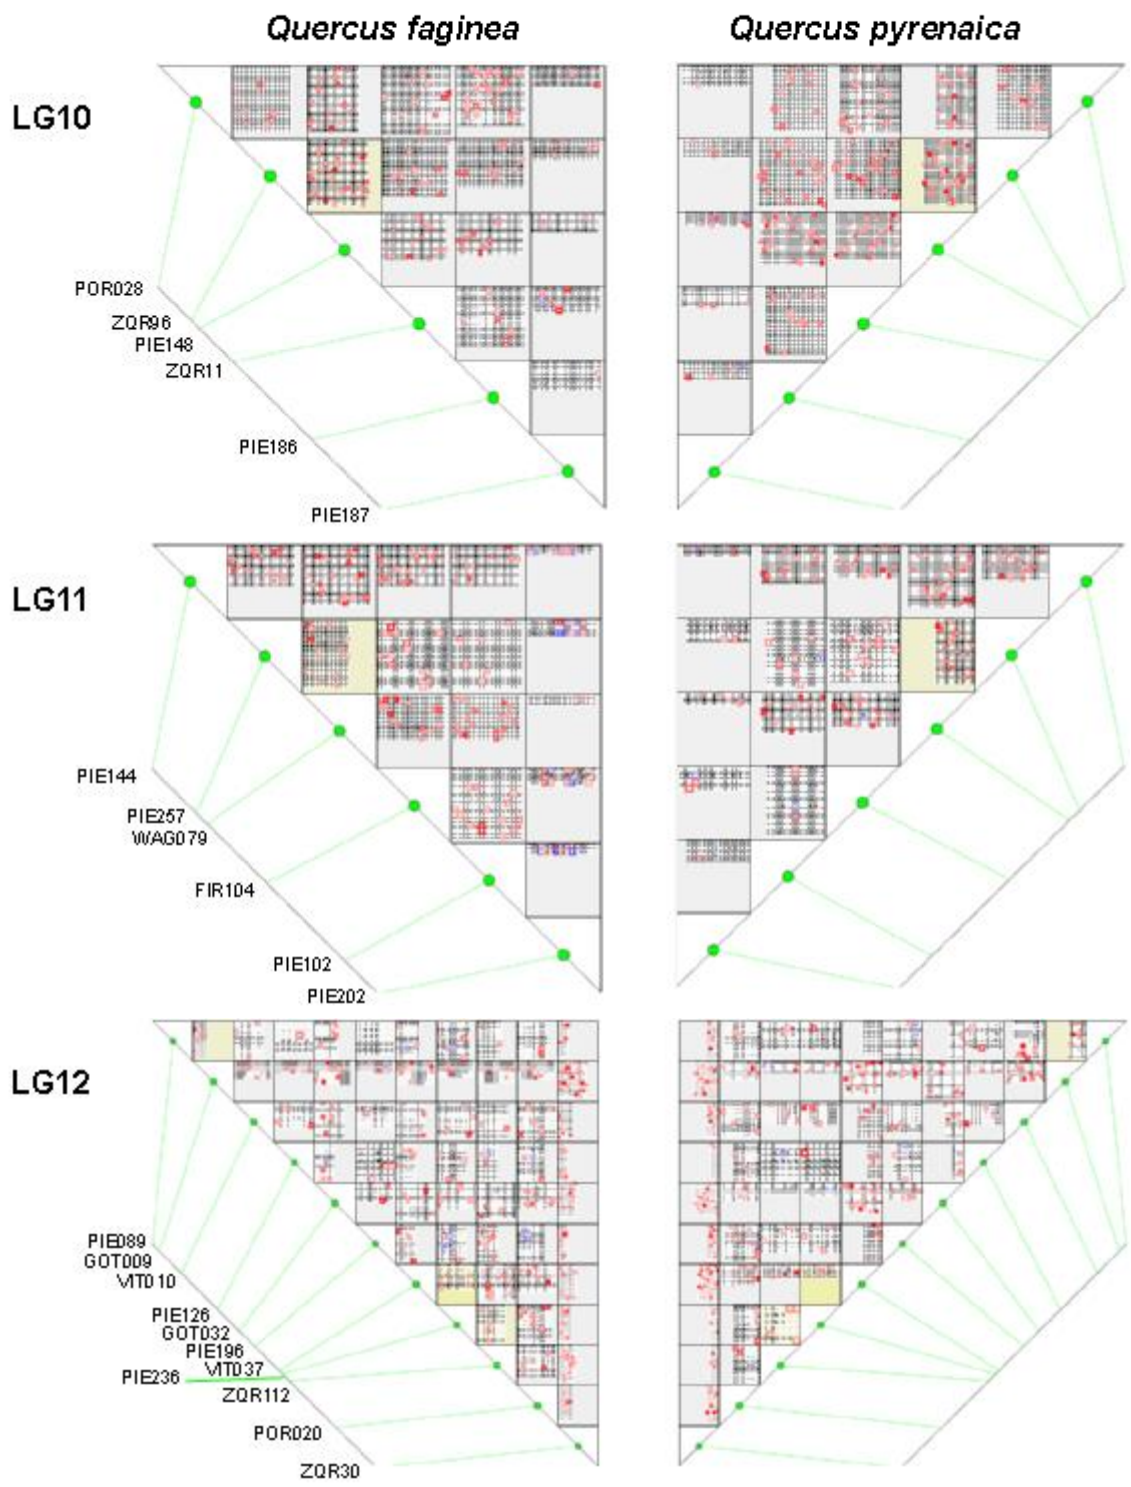 Quercus faginea
Quercus pyrenaica
LG10
POR028
ZQR96
PIE148
ZQR11
PIE186
PIE187
LG11
PIE144
PIE257
WAG079
FIR104
PIE102
PIE202
LG12
PIE089
GOT009
VIT010
PIE126
GOT032
PIE196
VIT037
PIE236
ZQR112
POR020
ZQR30